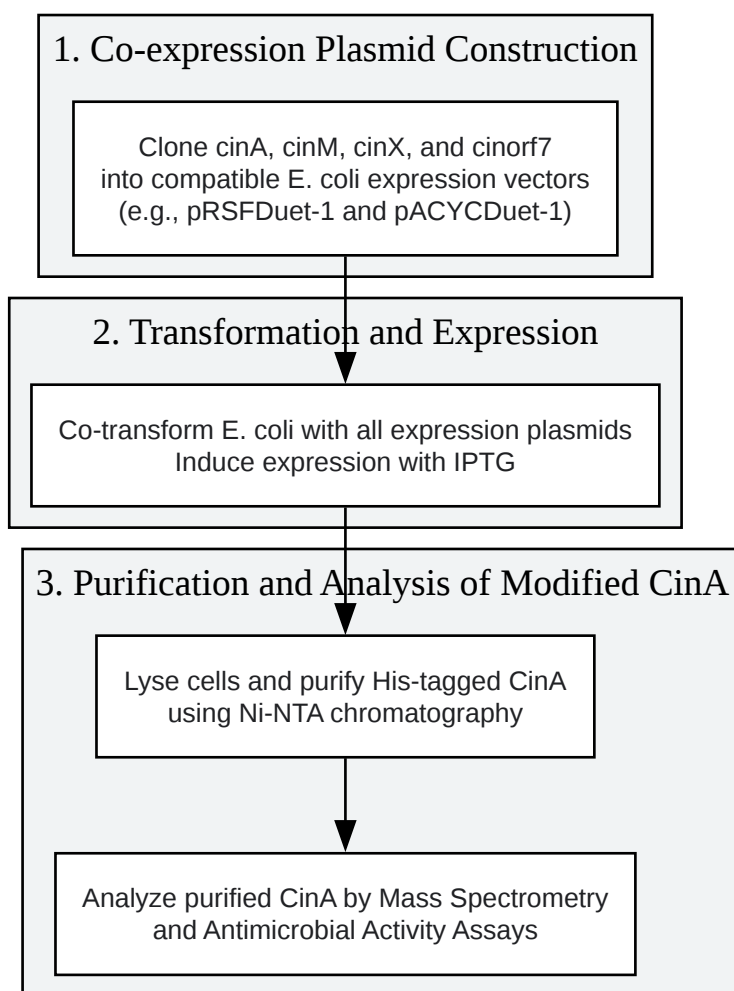 1. Co-expression Plasmid Construction
Clone cinA, cinM, cinX, and cinorf7
into compatible E. coli expression vectors
(e.g., pRSFDuet-1 and pACYCDuet-1)
2. Transformation and Expression
Co-transform E. coli with all expression plasmids
Induce expression with IPTG
3. Purification and Analysis of Modified CinA
Lyse cells and purify His-tagged CinA
using Ni-NTA chromatography
Analyze purified CinA by Mass Spectrometry
and Antimicrobial Activity Assays